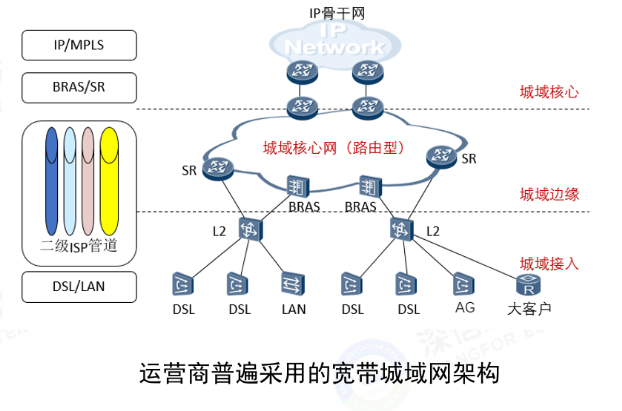 IP骨干网
IP
Network
IP/MPLS
BRAS/SR
城域核心
城域核心网（路由型）
SR
SR
城域边缘
BRAS
BRAS
L2
L2
二级ISP管道
城域接入
DSL/LAN
DSL
DSL
LAN
DSL
DSL
AG
R
大客户
运营商普遍采用的宽带城域网架构